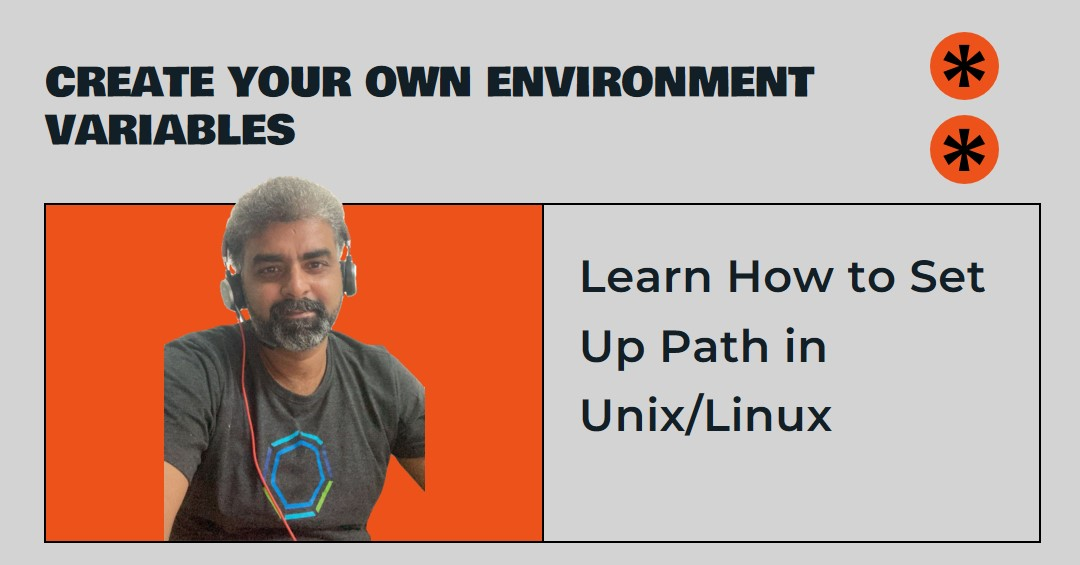 CREATE YOUR OWN ENVIRONMENT
VARIABLES
*
*
Learn How to Set
Up Path in
Unix/Linux